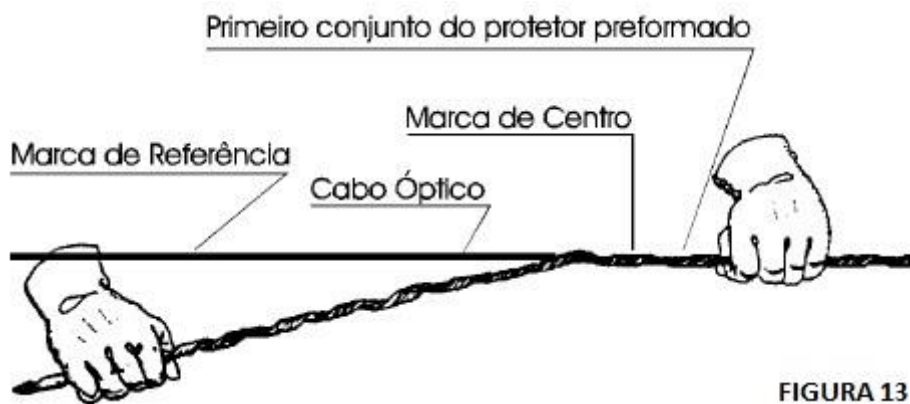 Primeiro conjunto do protetor preformado
Marca de Centro
Marca de Referência
Cabo Óptico
FIGURA 13